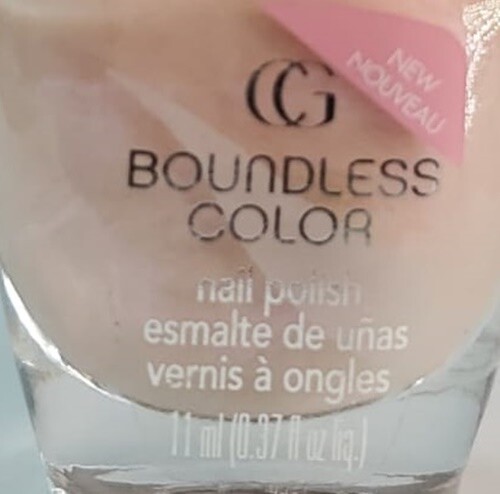 NEW
NOUVEAU
CG
BOUNDLESS
COLOR
nail polish
esmalte de uñas
vernis à ongles
11 ml (0.37 fl oz liq.)